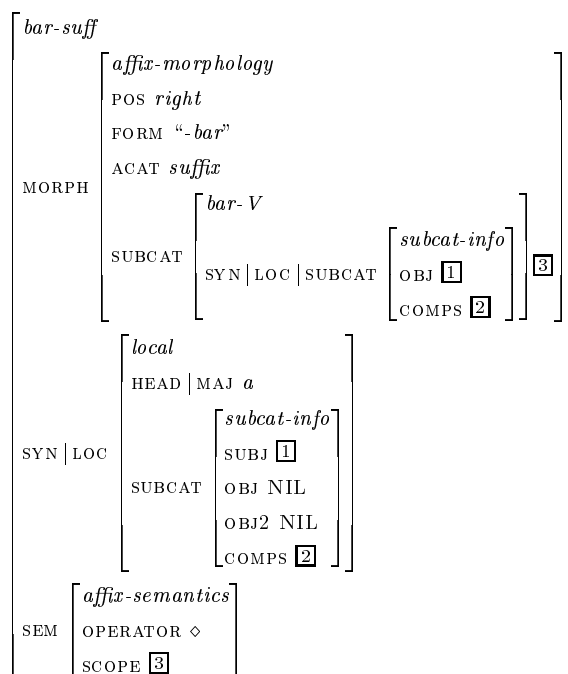 bar-suff
affix-morphology
POS right
FORM “-bar”
ACAT suffix
MORPH
bar-V
subcat-info
SUBCAT
SYN | LOC | SUBCAT
OBJ 1
3
COMPS 2
local
HEAD | MAJ a
subcat-info
SYN | LOC
SUBJ 1
SUBCAT
OBJ NIL
OBJ2 NIL
COMPS 2
affix-semantics
SEM
OPERATOR ◇
SCOPE 3